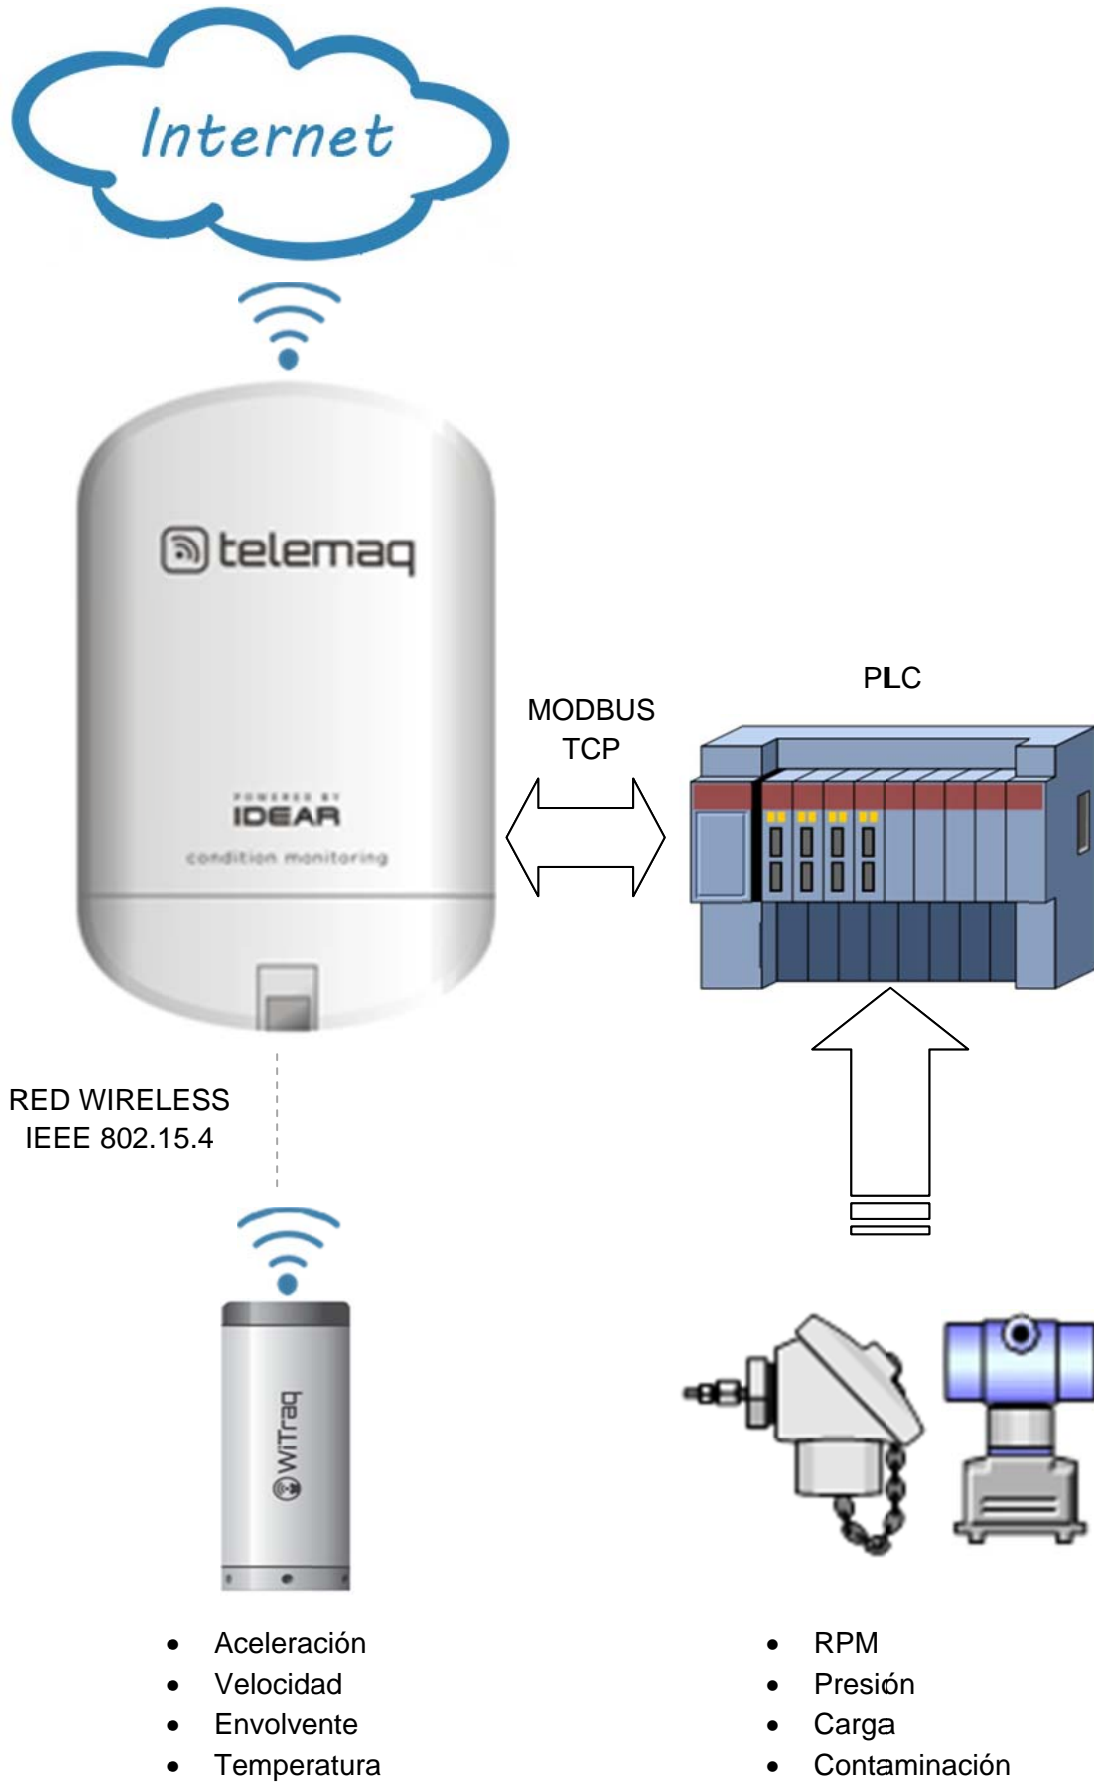 Internet
telemaq
POWERED BY
IDEAR
condition monitoring
MODBUS
TCP
PLC
RED WIRELESS
IEEE 802.15.4
WiTraq
• Aceleración
• Velocidad
• Envolvente
• Temperatura
• RPM
• Presión
• Carga
• Contaminación